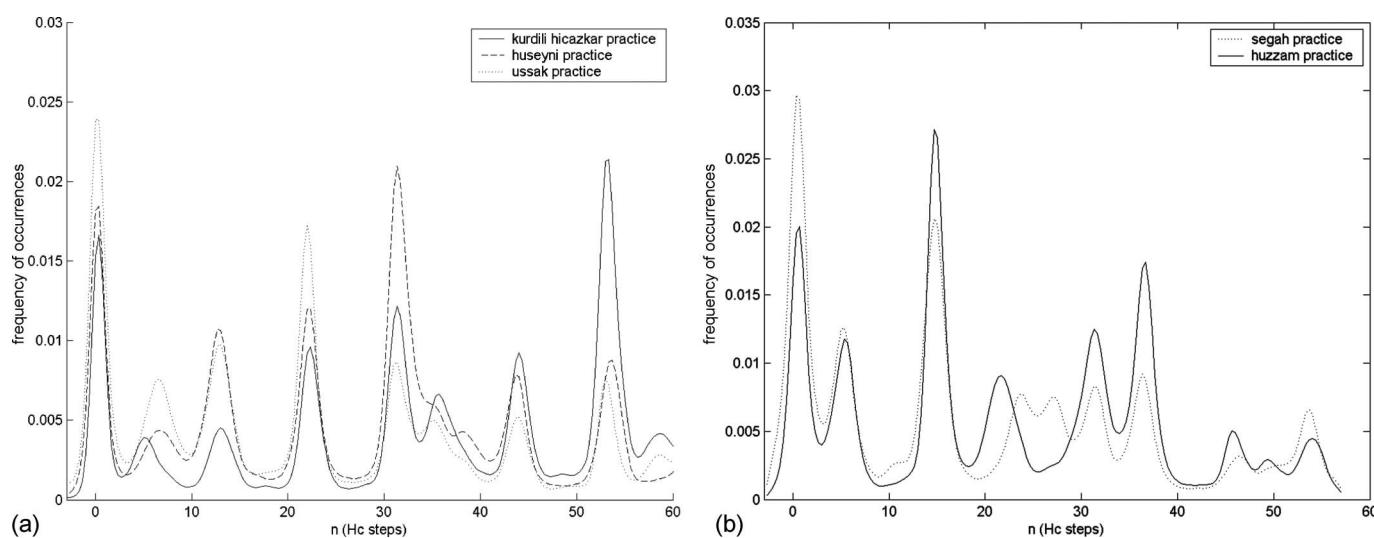 0.03
0.025
0.02
0.015
0.01
0.005
0
frequency of occurrences
kurdili hicazkar practice
huseyni practice
ussak practice
0 10 20 30 40 50 60
n (Hc steps)
(a)
0.035
0.03
0.025
0.02
0.015
0.01
0.005
0
frequency of occurrences
segah practice
huzzam practice
0 10 20 30 40 50 60
n (Hc steps)
(b)